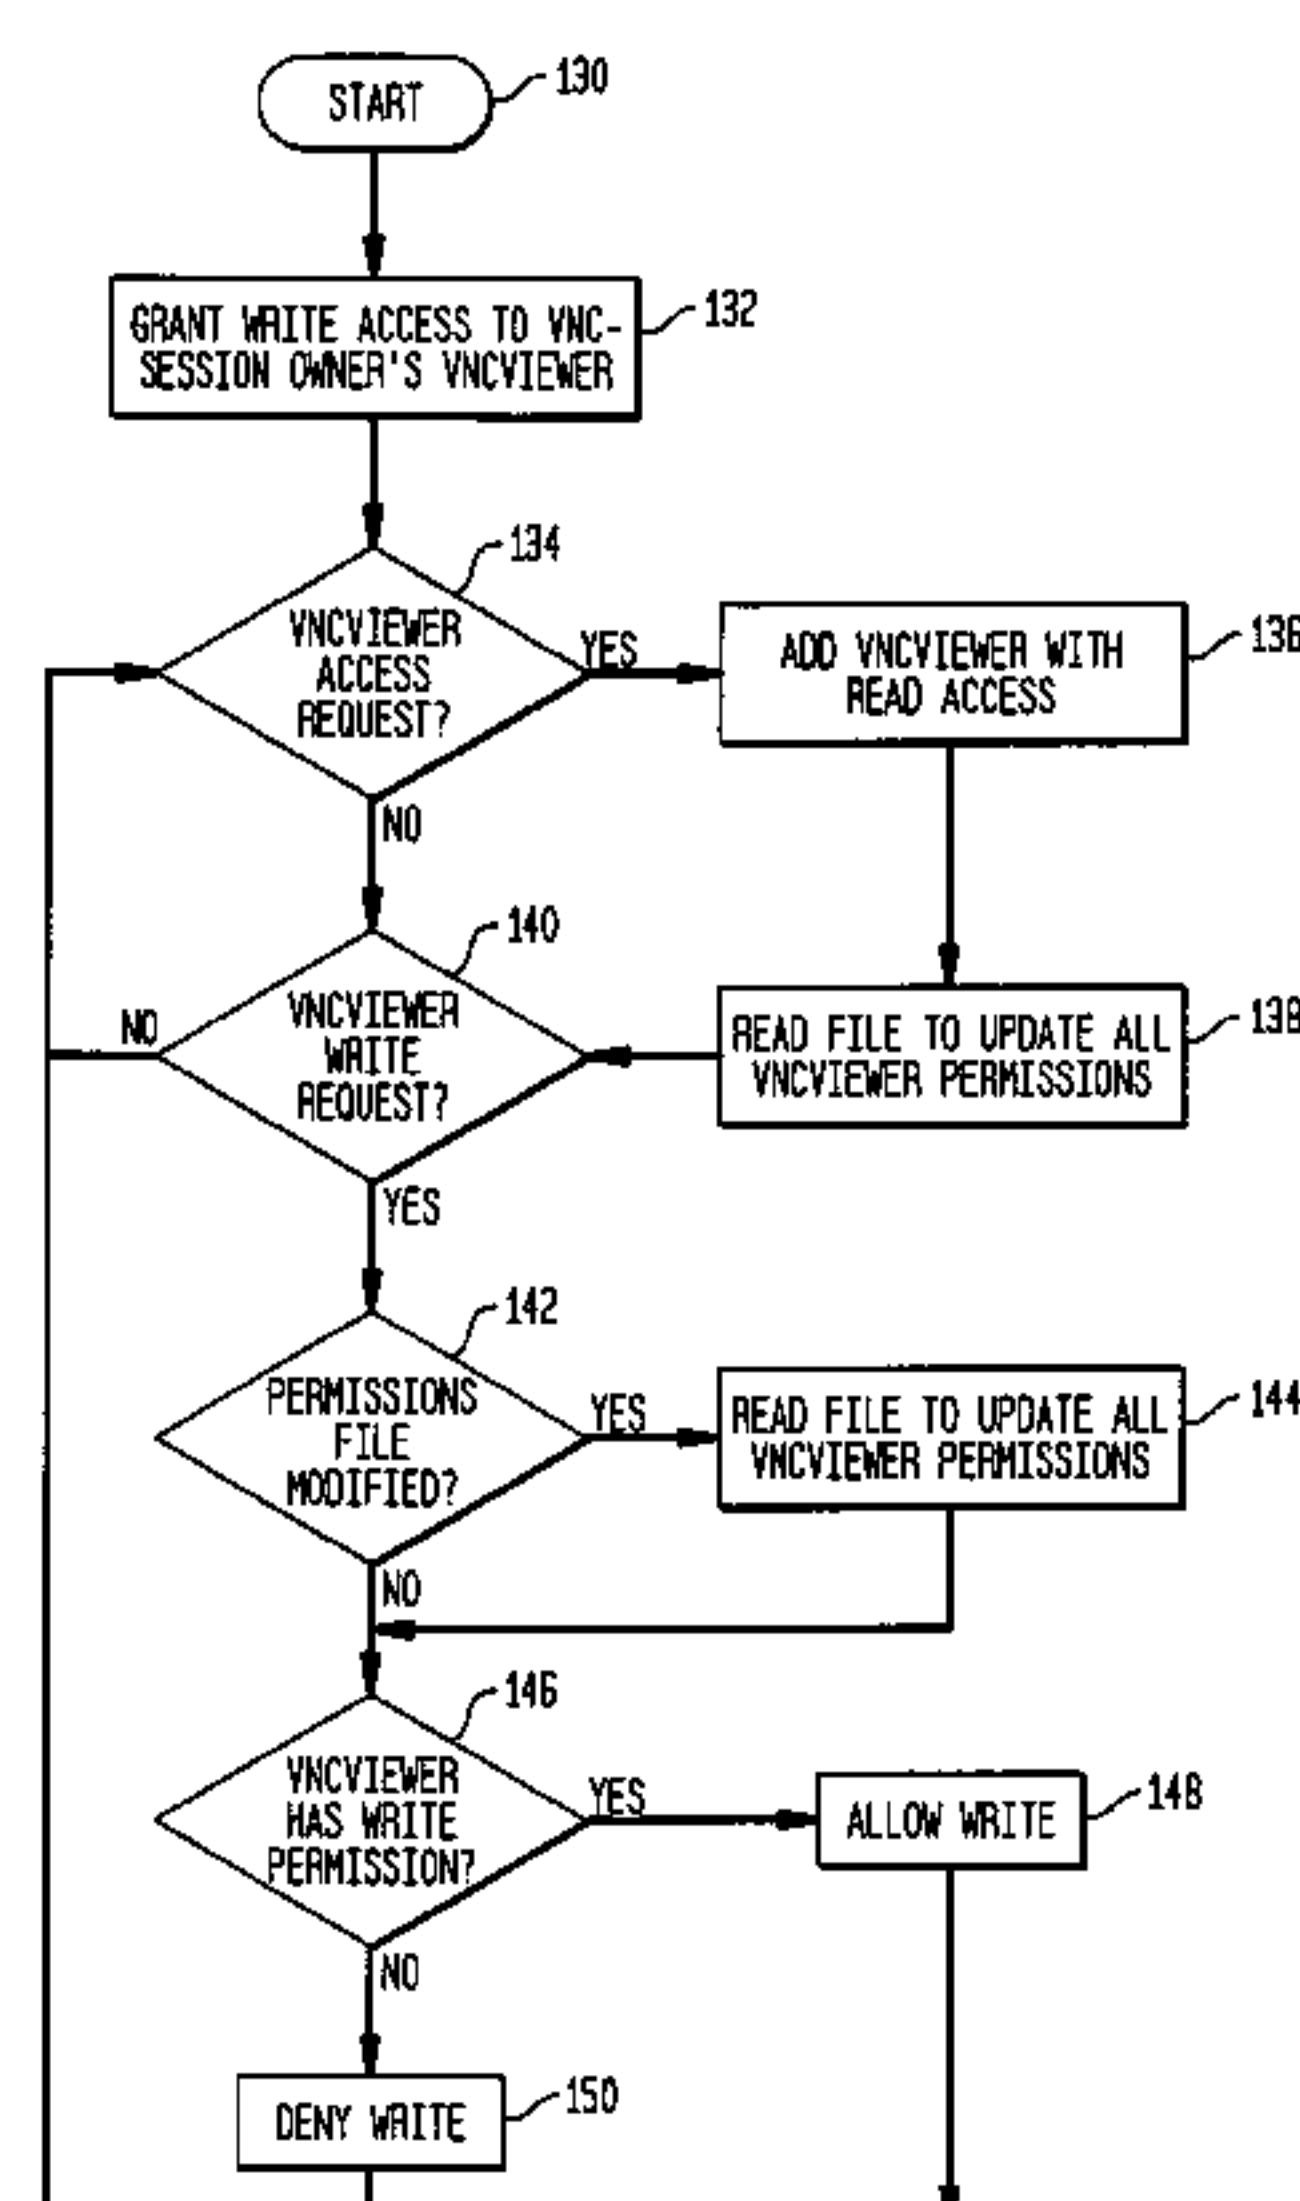 START
130
GRANT WRITE ACCESS TO VNC-
SESSION OWNER'S VNCVIEWER
132
134
VNCVIEWER
ACCESS
REQUEST?
YES
NO
ADD VNCVIEWER WITH
READ ACCESS
136
140
VNCVIEWER
WRITE
REQUEST?
NO
YES
READ FILE TO UPDATE ALL
VNCVIEWER PERMISSIONS
138
142
PERMISSIONS
FILE
MODIFIED?
YES
NO
READ FILE TO UPDATE ALL
VNCVIEWER PERMISSIONS
144
146
VNCVIEWER
HAS WRITE
PERMISSION?
YES
NO
ALLOW WRITE
148
DENY WRITE
150